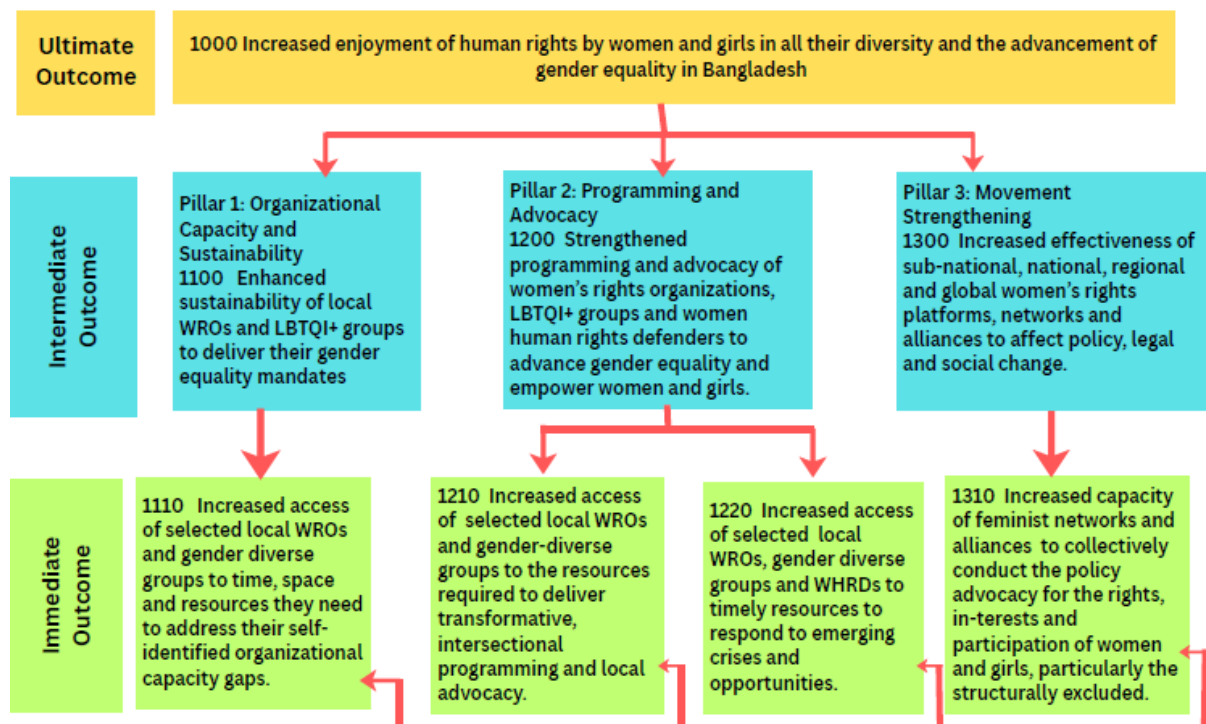 Ultimate
Outcome
1000 Increased enjoyment of human rights by women and girls in all their diversity and the advancement of
gender equality in Bangladesh
Intermediate
Outcome
Pillar 1: Organizational
Capacity and
Sustainability
1100 Enhanced
sustainability of local
WROs and LBTQI+ groups
to deliver their gender
equality mandates
Pillar 2: Programming and
Advocacy
1200 Strengthened
programming and advocacy of
women's rights organizations,
LBTQI+ groups and women
human rights defenders to
advance gender equality and
empower women and girls.
Pillar 3: Movement
Strengthening
1300 Increased effectiveness of
sub-national, national, regional
and global women's rights
platforms, networks and
alliances to affect policy, legal
and social change.
Immediate
Outcome
1110 Increased access
of selected local WROs
and gender diverse
groups to time, space
and resources they need
to address their self-
identified organizational
capacity gaps.
1210 Increased access
of selected local WROs
and gender-diverse
groups to the resources
required to deliver
transformative,
intersectional
programming and local
advocacy.
1220 Increased access
of selected local
WROs, gender diverse
groups and WHRDs to
timely resources to
respond to emerging
crises and
opportunities.
1310 Increased capacity
of feminist networks and
alliances to collectively
conduct the policy
advocacy for the rights,
in-terests and
participation of women
and girls, particularly the
structurally excluded.